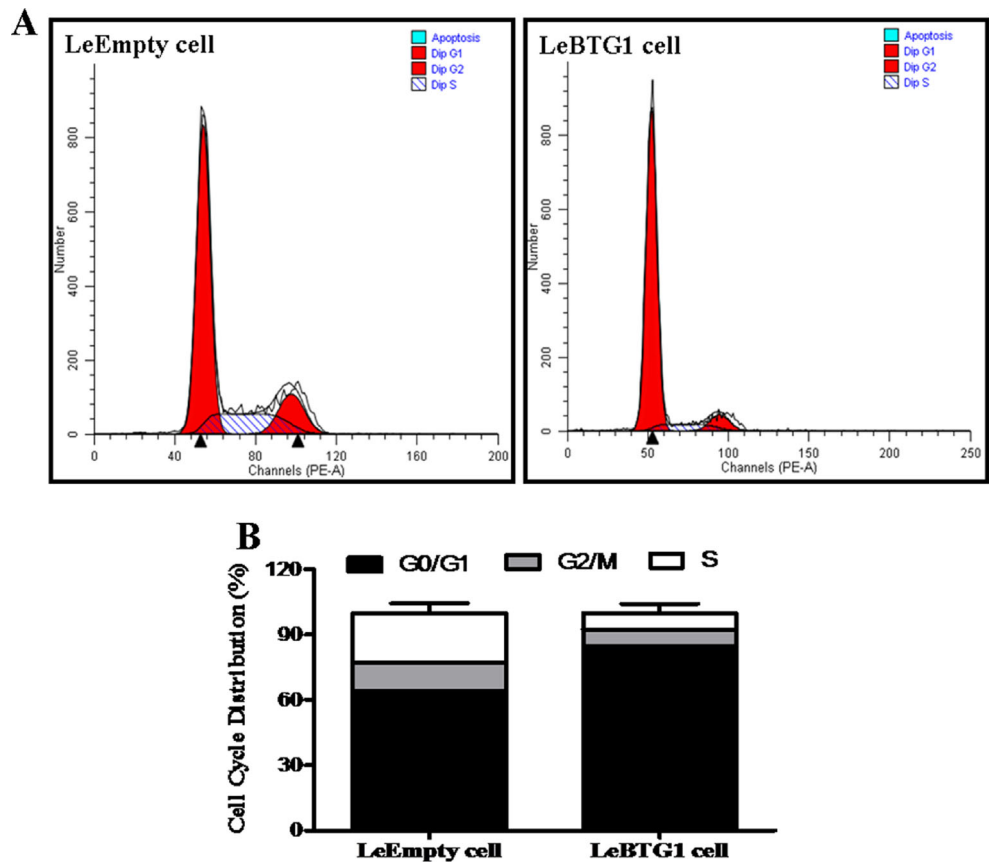 A
LeEmpty cell
Apoptosis
Dip G1
Dip G2
Dip S
Number
0
200
400
600
800
0
40
80
120
160
200
Channels (PE-A)
LeBTG1 cell
Apoptosis
Dip G1
Dip G2
Dip S
Number
0
200
400
600
800
0
50
100
150
200
250
Channels (PE-A)
B
G0/G1
G2/M
S
Cell Cycle Distribution (%)
120
90
60
30
0
LeEmpty cell
LeBTG1 cell